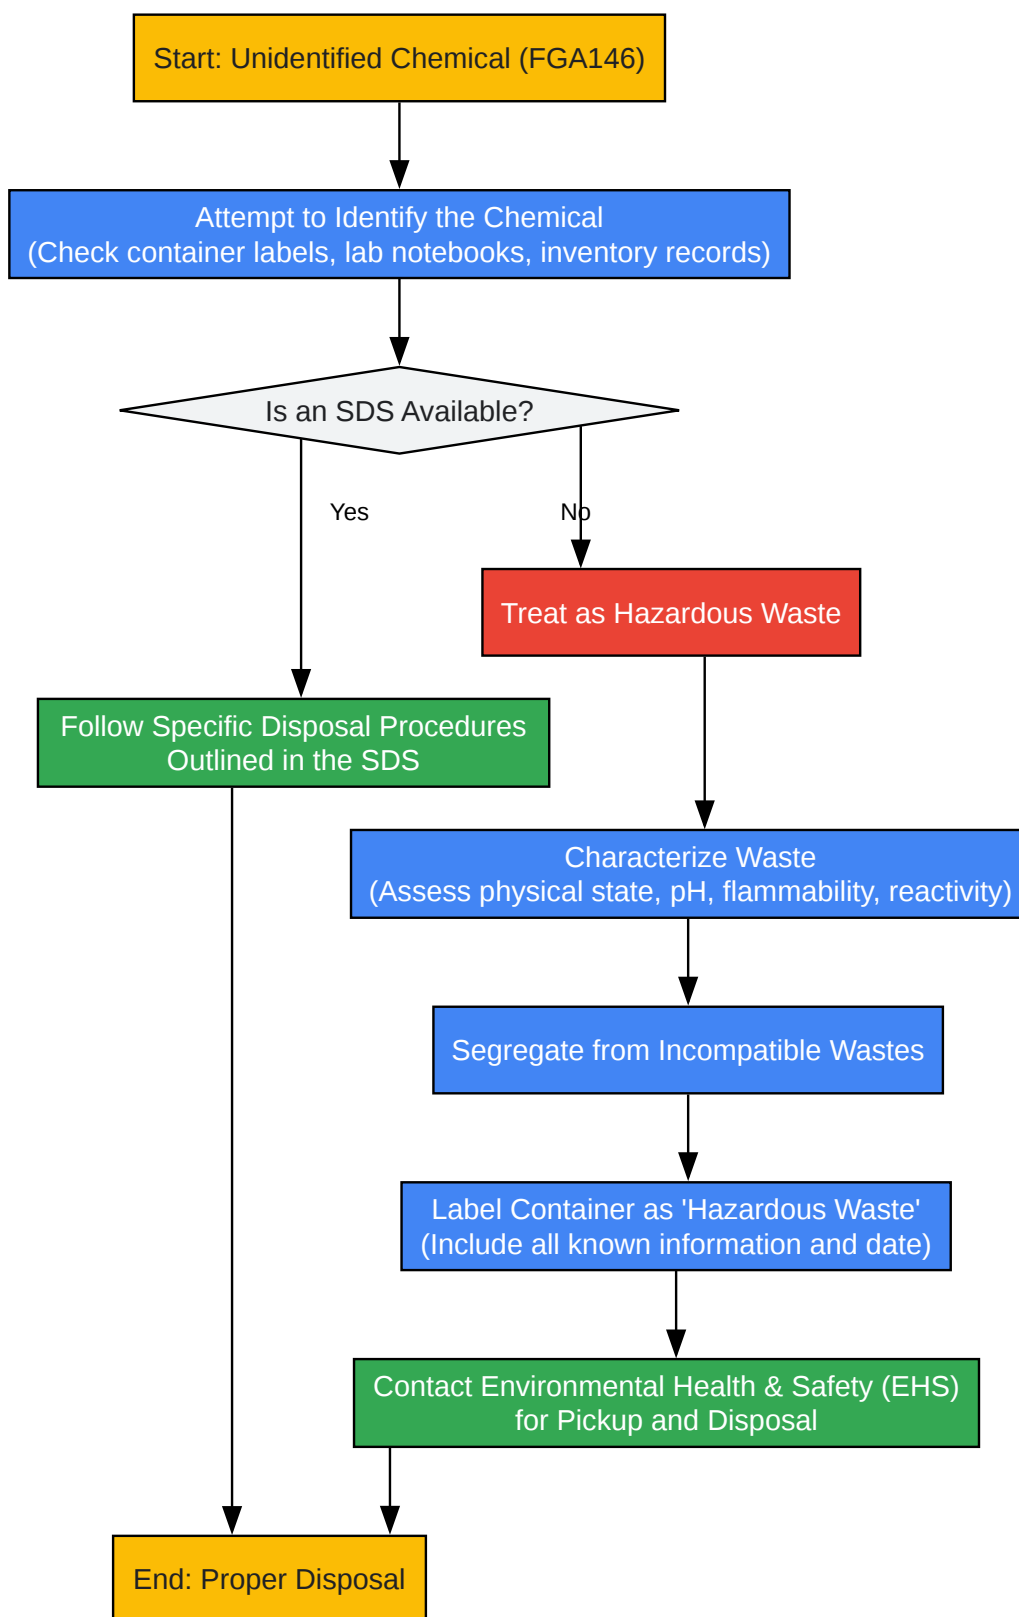 Start: Unidentified Chemical (FGA146)
Attempt to Identify the Chemical
(Check container labels, lab notebooks, inventory records)
Is an SDS Available?
Yes
No
Treat as Hazardous Waste
Follow Specific Disposal Procedures
Outlined in the SDS
Characterize Waste
(Assess physical state, pH, flammability, reactivity)
Segregate from Incompatible Wastes
Label Container as 'Hazardous Waste'
(Include all known information and date)
Contact Environmental Health & Safety (EHS)
for Pickup and Disposal
End: Proper Disposal